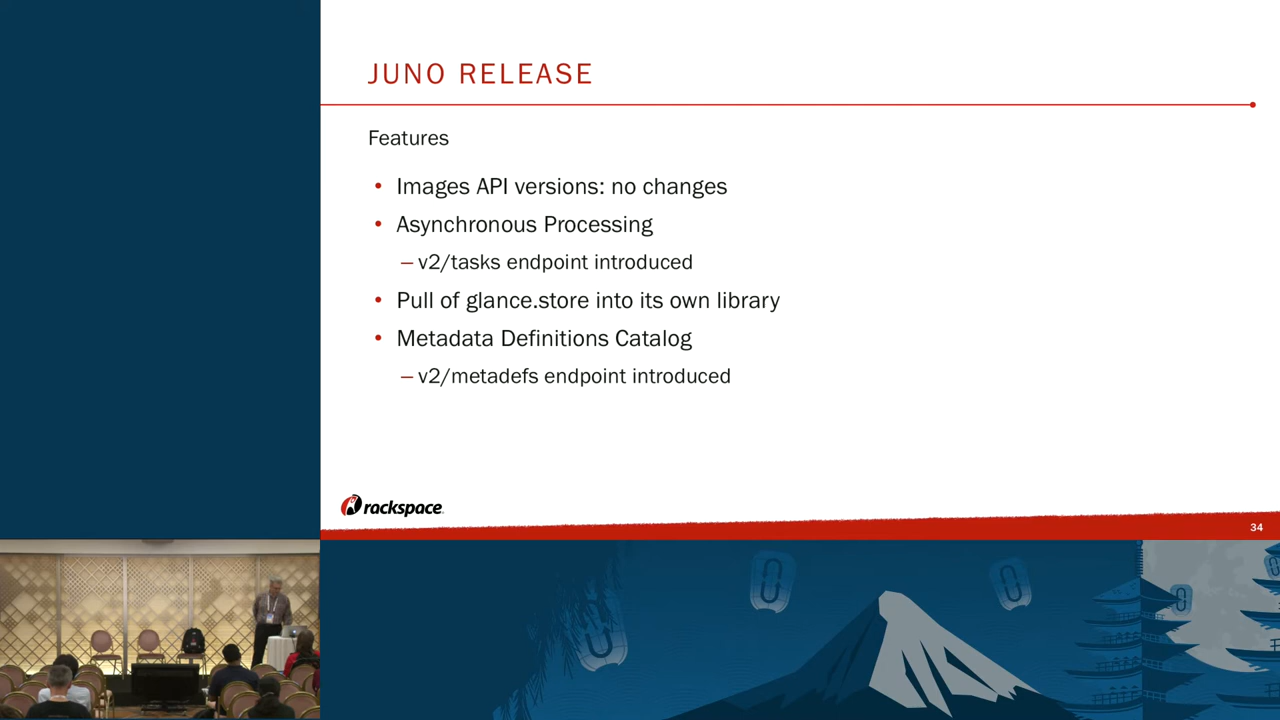 JUNO RELEASE
Features
• Images API versions: no changes
• Asynchronous Processing
– v2/tasks endpoint introduced
• Pull of glance.store into its own library
• Metadata Definitions Catalog
– v2/metadefs endpoint introduced
rackspace
34